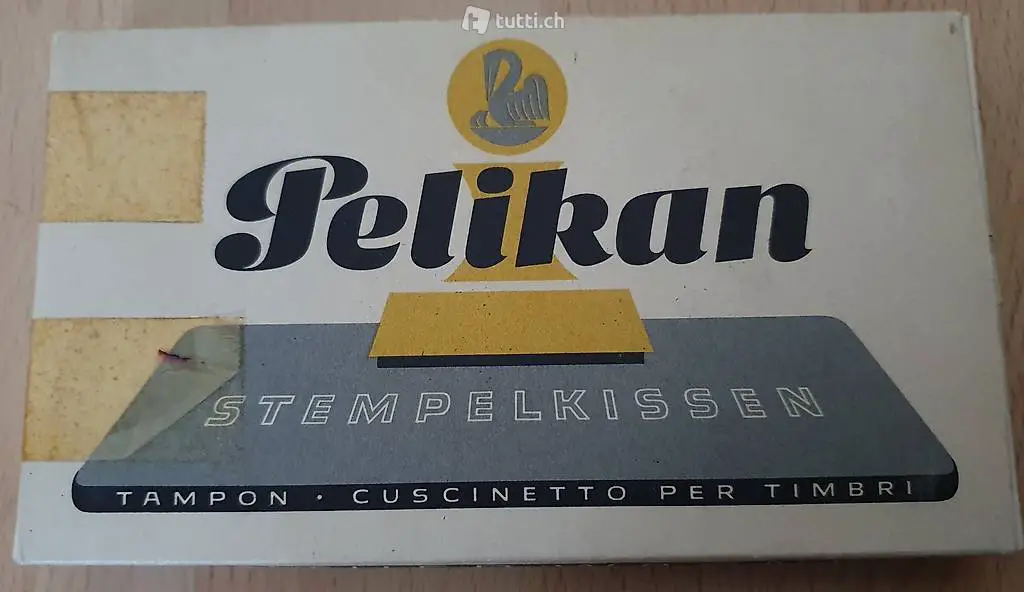 tutti.ch
Pelikan
STEMPELKISSEN
TAMPON · CUSCINETTO PER TIMBRI